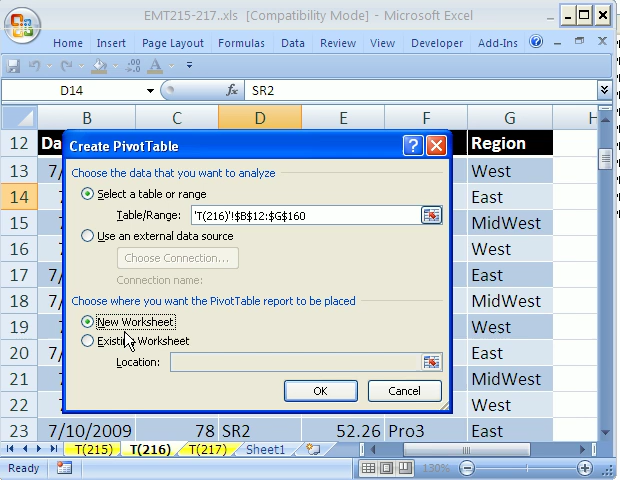 EMT215-217..xls [Compatibility Mode] - Microsoft Excel
Home Insert Page Layout Formulas Data Review View Developer Add-Ins
D14 fx SR2
B C D E F G H
12 Da Region
Create PivotTable
Choose the data that you want to analyze
13 7/ West
Select a table or range
14 East
Table/Range: 'T(216)'!$B$12:$G$160
15 MidWest
Use an external data source
16 West
Choose Connection...
17 7/ East
Connection name:
18 7/ MidWest
Choose where you want the PivotTable report to be placed
19 West
New Worksheet
20 East
Existing Worksheet
Location:
21 MidWest
OK Cancel
22 West
23 7/10/2009 78 SR2 52.26 Pro3 East
T(215) T(216) T(217) Sheet1
Ready 130%